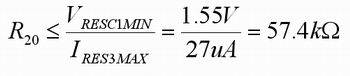 R20 ≤ VRESC1MIN / IRES3MAX = 1.55V / 27uA = 57.4kΩ